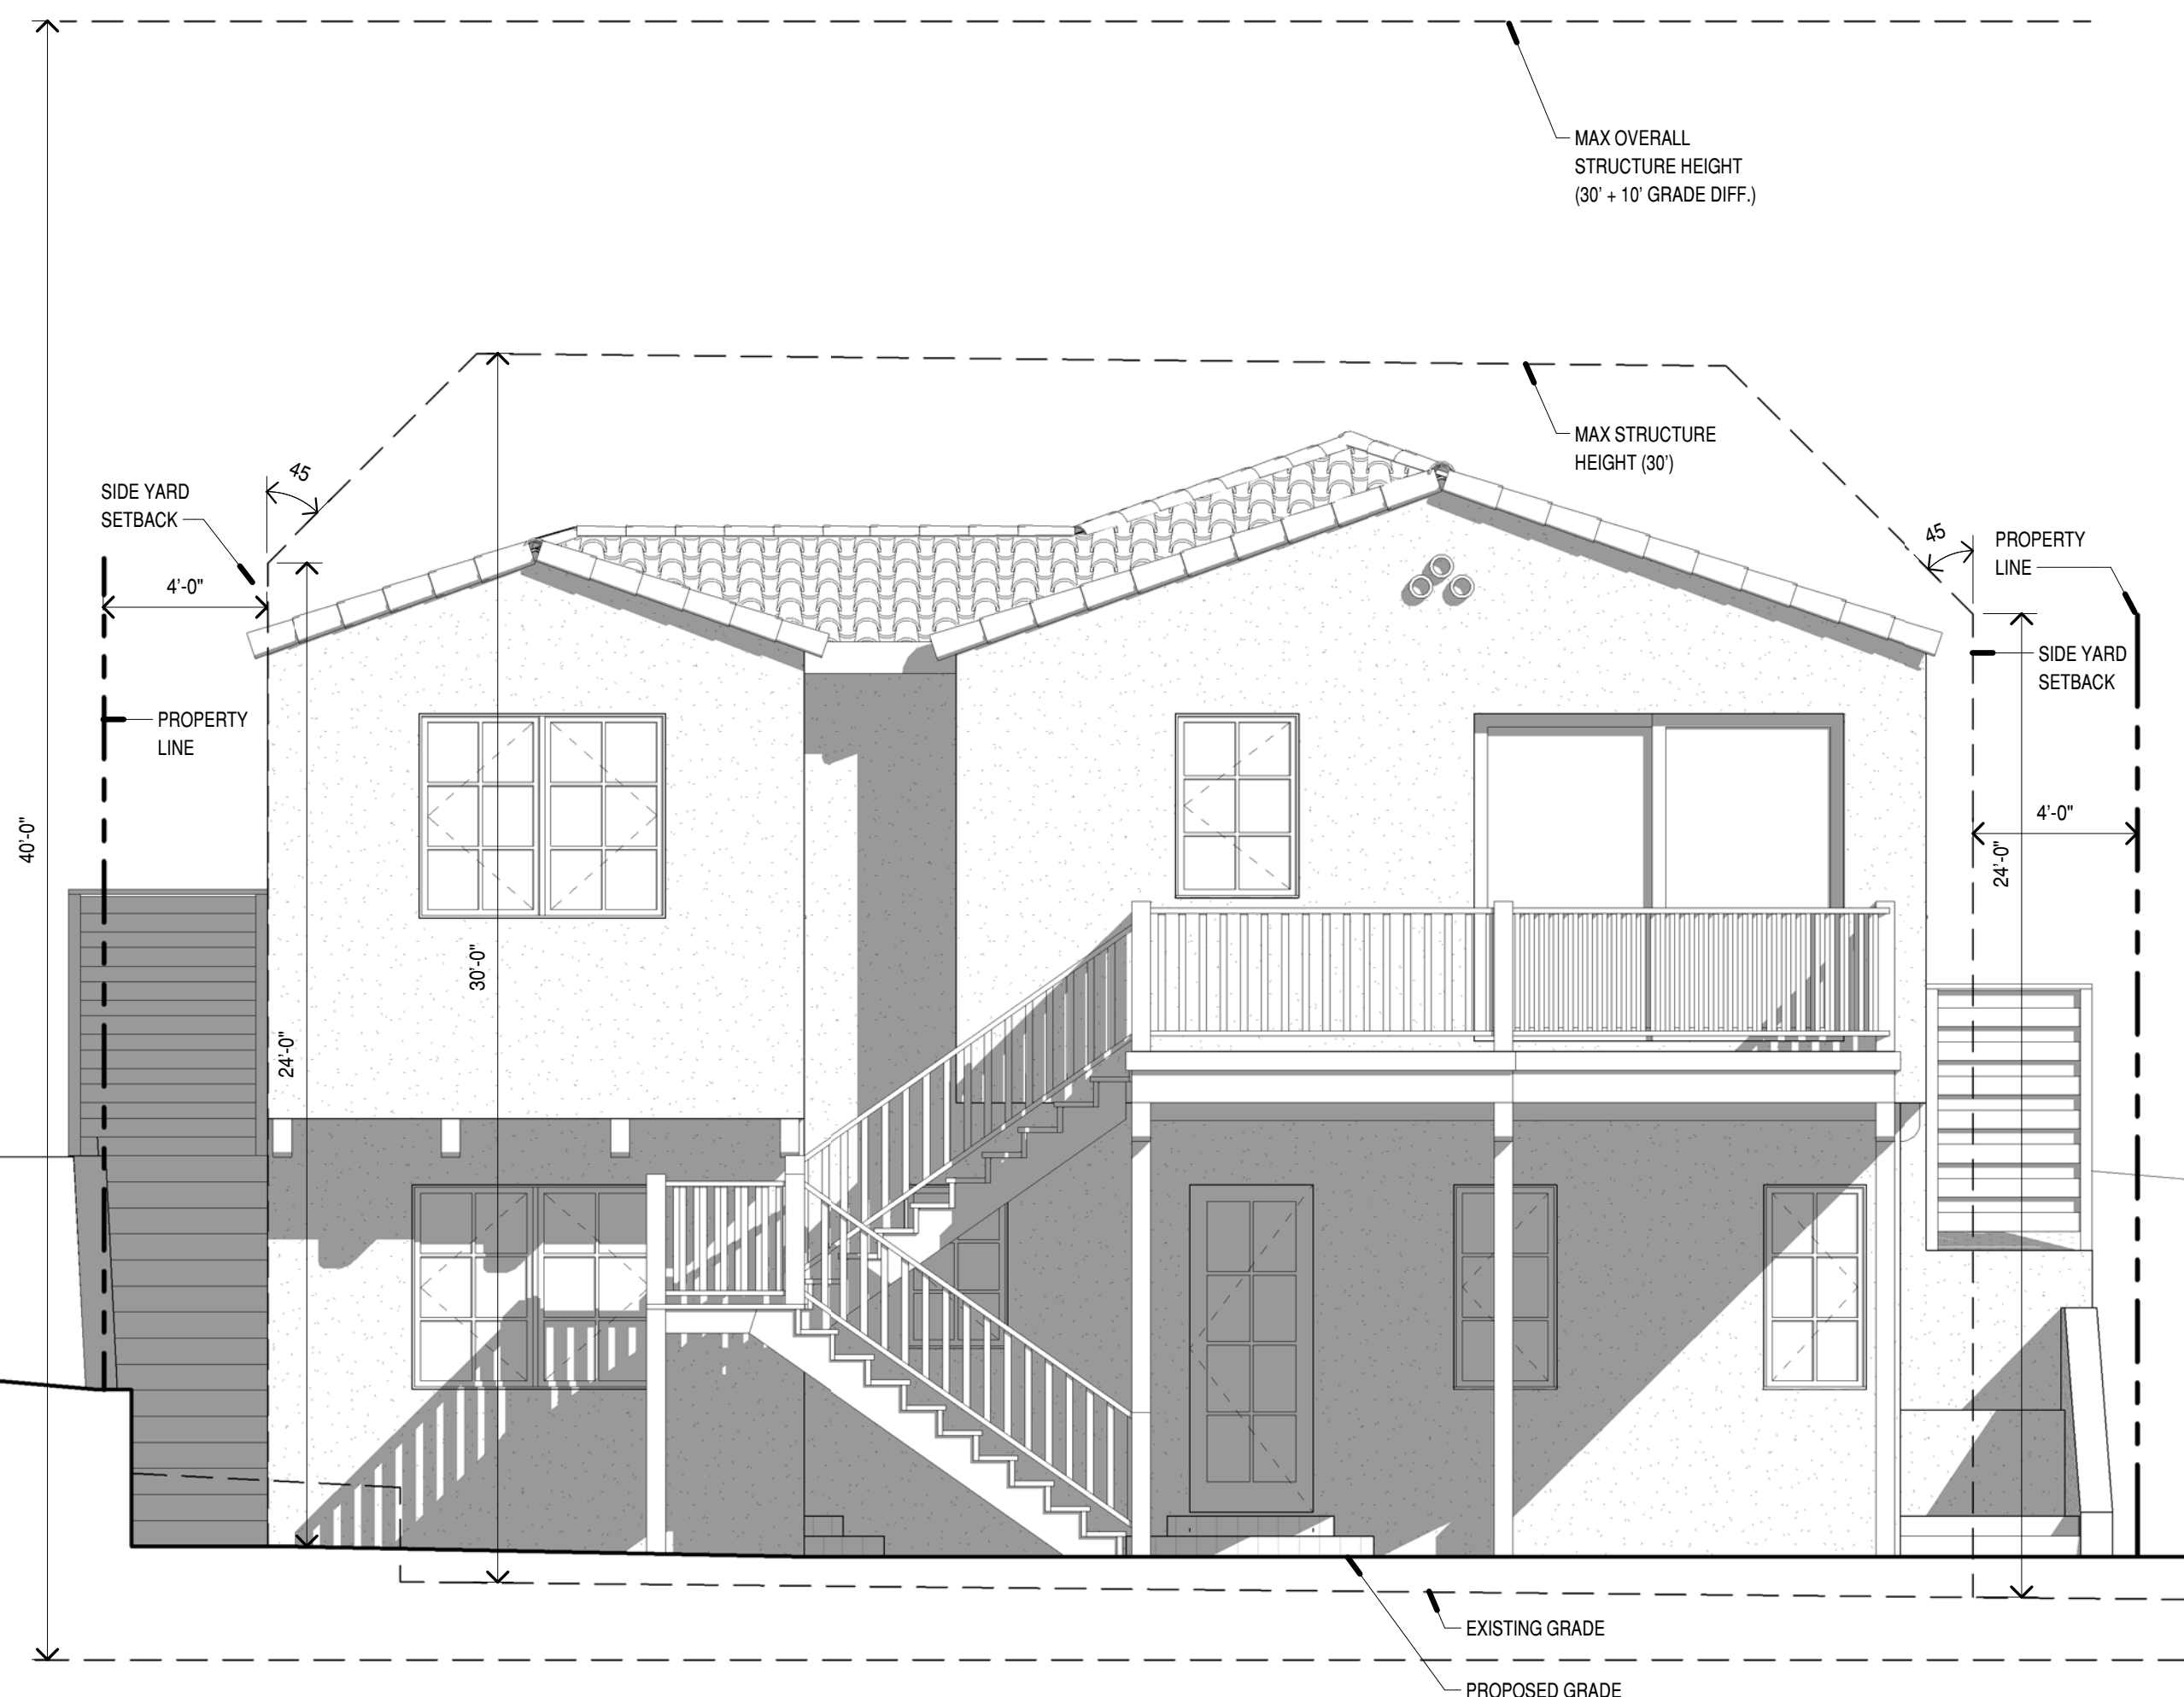 MAX OVERALL
STRUCTURE HEIGHT
(30' + 10' GRADE DIFF.)
MAX STRUCTURE
HEIGHT (30')
45
SIDE YARD
SETBACK
4'-0"
PROPERTY
LINE
45
PROPERTY
LINE
SIDE YARD
SETBACK
4'-0"
24'-0"
40'-0"
30'-0"
24'-0"
EXISTING GRADE
PROPOSED GRADE